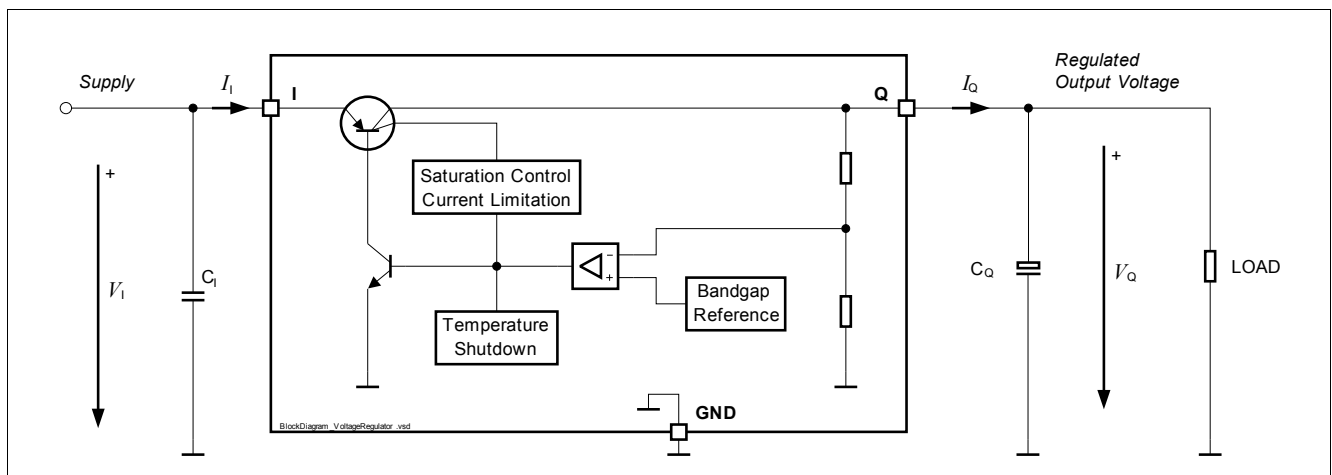 Supply
I_I
I
Q
I_Q
Regulated
Output Voltage
+
Saturation Control
Current Limitation
+
V_I
C_I
-
+
Bandgap
Reference
Temperature
Shutdown
C_Q
V_Q
LOAD
GND
BlockDiagram_VoltageRegulator .vsd